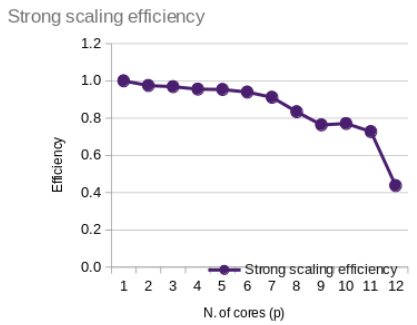 Strong scaling efficiency
1.2
1.0
0.8
0.6
0.4
0.2
0.0
Efficiency
Strong scaling efficiency
1 2 3 4 5 6 7 8 9 10 11 12
N. of cores (p)